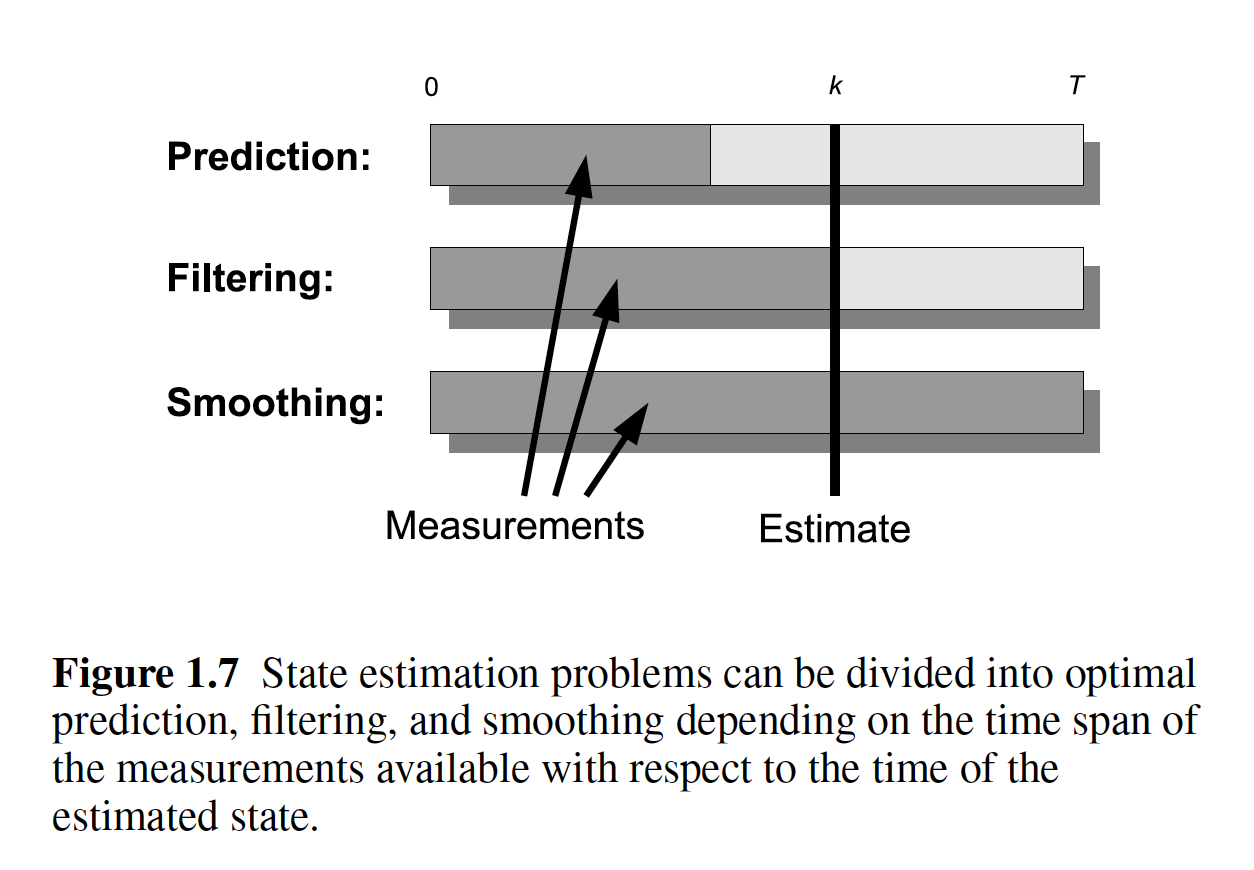 0 k T
Prediction:
Filtering:
Smoothing:
Measurements Estimate
Figure 1.7 State estimation problems can be divided into optimal
prediction, filtering, and smoothing depending on the time span of
the measurements available with respect to the time of the
estimated state.